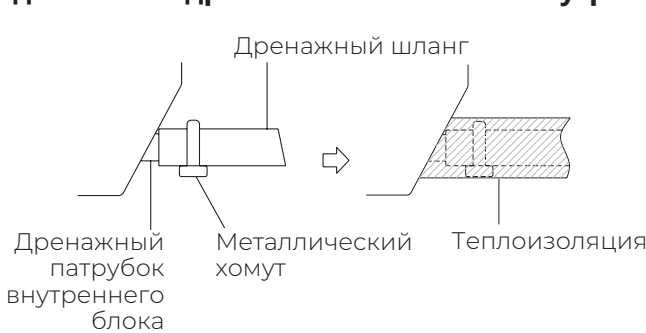 Дренажный шланг
Дренажный
патрубок
внутреннего
блока
Металлический
хомут
Теплоизоляция